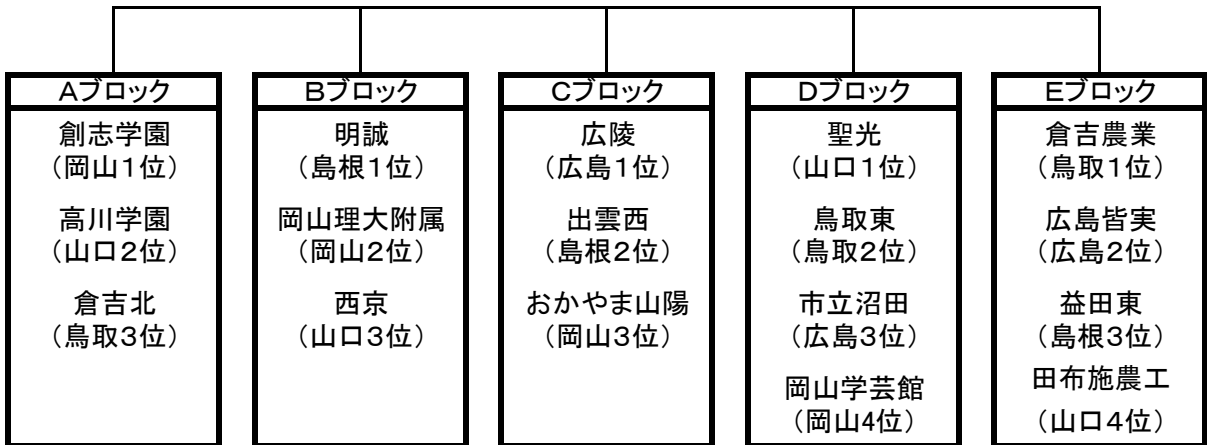 Aブロック
創志学園
（岡山１位）
高川学園
（山口２位）
倉吉北
（鳥取３位）
Bブロック
明誠
（島根１位）
岡山理大附属
（岡山２位）
西京
（山口３位）
Cブロック
広陵
（広島１位）
出雲西
（島根２位）
おかやま山陽
（岡山３位）
Dブロック
聖光
（山口１位）
鳥取東
（鳥取２位）
市立沼田
（広島３位）
岡山学芸館
（岡山4位）
Eブロック
倉吉農業
（鳥取１位）
広島皆実
（広島２位）
益田東
（島根３位）
田布施農工
（山口４位）